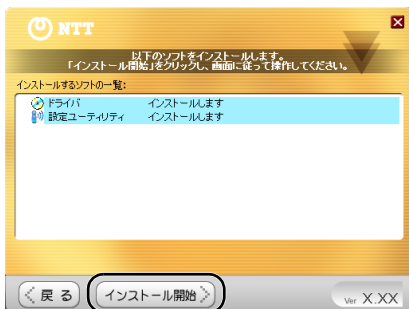 NTT
以下のソフトをインストールします。
「インストール開始」をクリックし、画面に従って操作してください。
インストールするソフトの一覧:
ドライバ インストールします
設定ユーティリティ インストールします
戻る
インストール開始
Ver X.XX